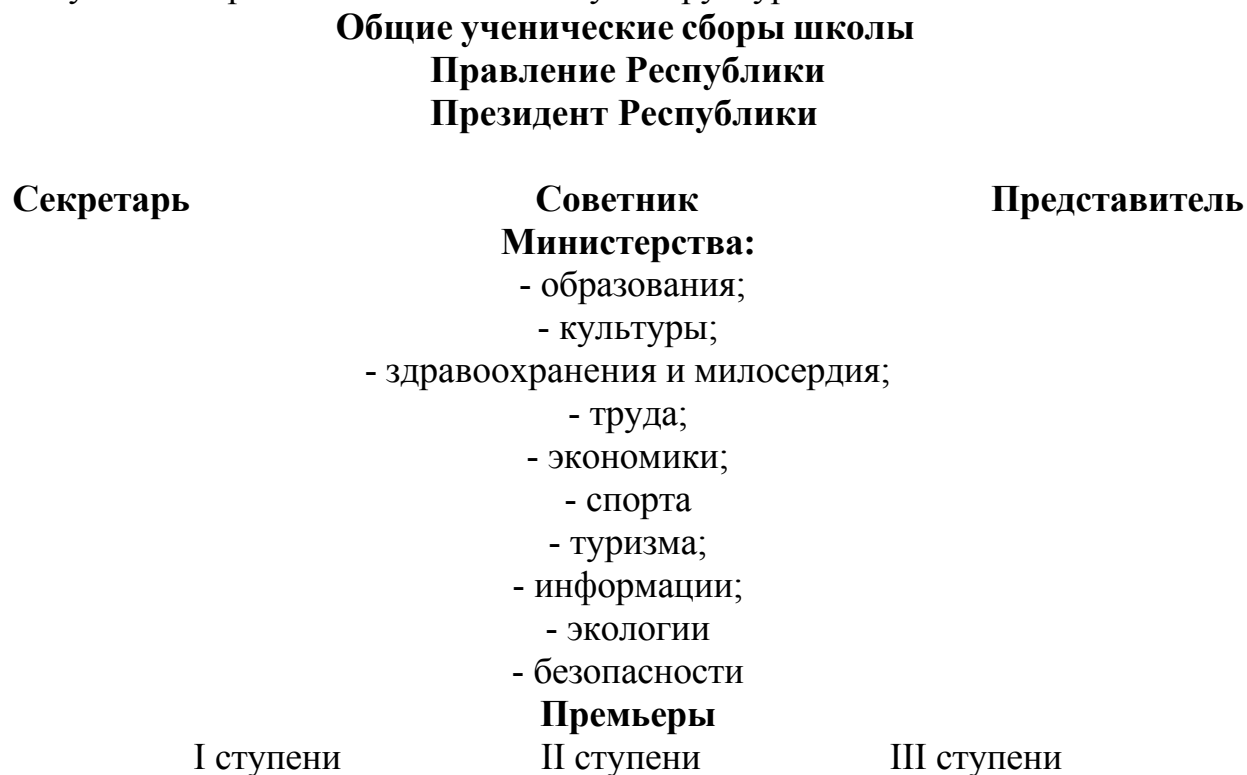 Общие ученические сборы школы
Правление Республики
Президент Республики
Секретарь Советник Представитель
Министерства:
- образования;
- культуры;
- здравоохранения и милосердия;
- труда;
- экономики;
- спорта
- туризма;
- информации;
- экологии
- безопасности
Премьеры
I ступени II ступени III ступени